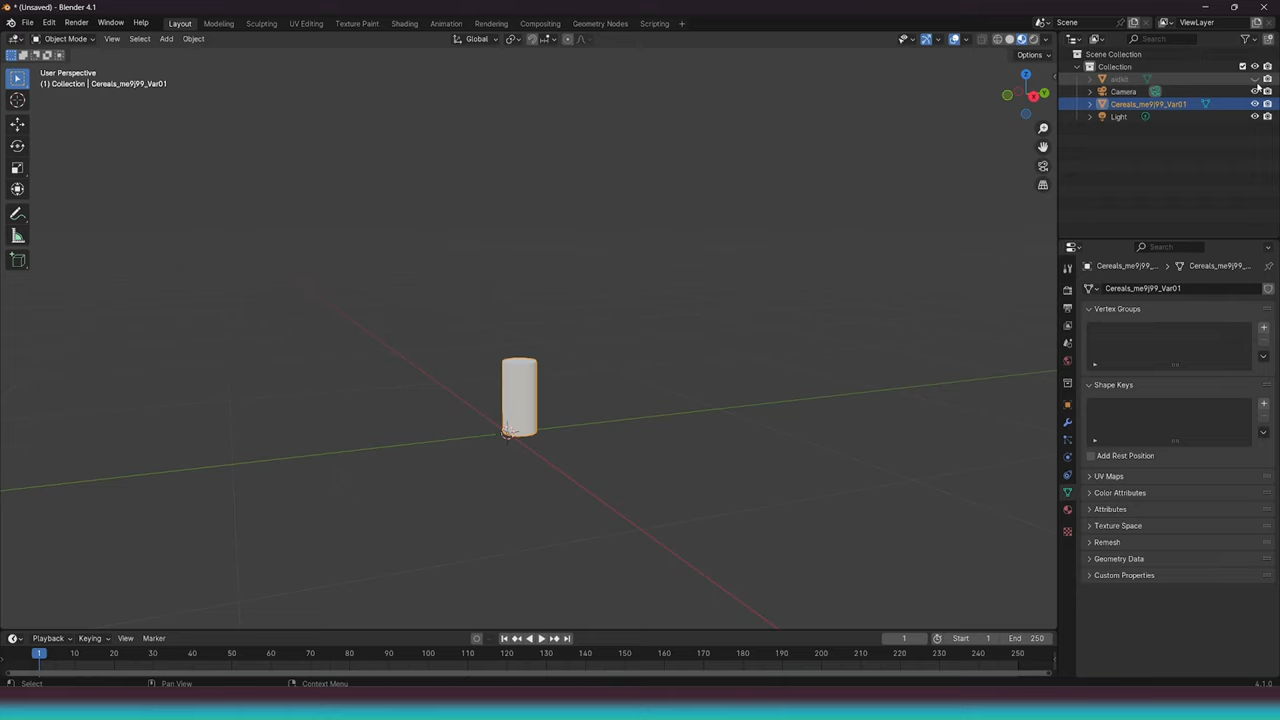 * (Unsaved) - Blender 4.1
File Edit Render Window Help Layout Modeling Sculpting UV Editing Texture Paint Shading Animation Rendering Compositing Geometry Nodes Scripting + Scene ViewLayer
Object Mode View Select Add Object Global Search
Options
Scene Collection
Collection
User Perspective
(1) Collection | Cereals_me9j99_Var01
Camera
Cereals_me9j99_Var01
Light
X
Y
Z
Search
Cereals_me9j99_... > Cereals_me9j99_...
Cereals_me9j99_Var01
Vertex Groups
Shape Keys
Add Rest Position
UV Maps
Color Attributes
Attributes
Texture Space
Remesh
Geometry Data
Custom Properties
Playback Keying View Marker 1 Start 1 End 250
1 10 20 30 40 50 60 70 80 90 100 110 120 130 140 150 160 170 180 190 200 210 220 230 240 250
Select Pan View Context Menu 4.1.0